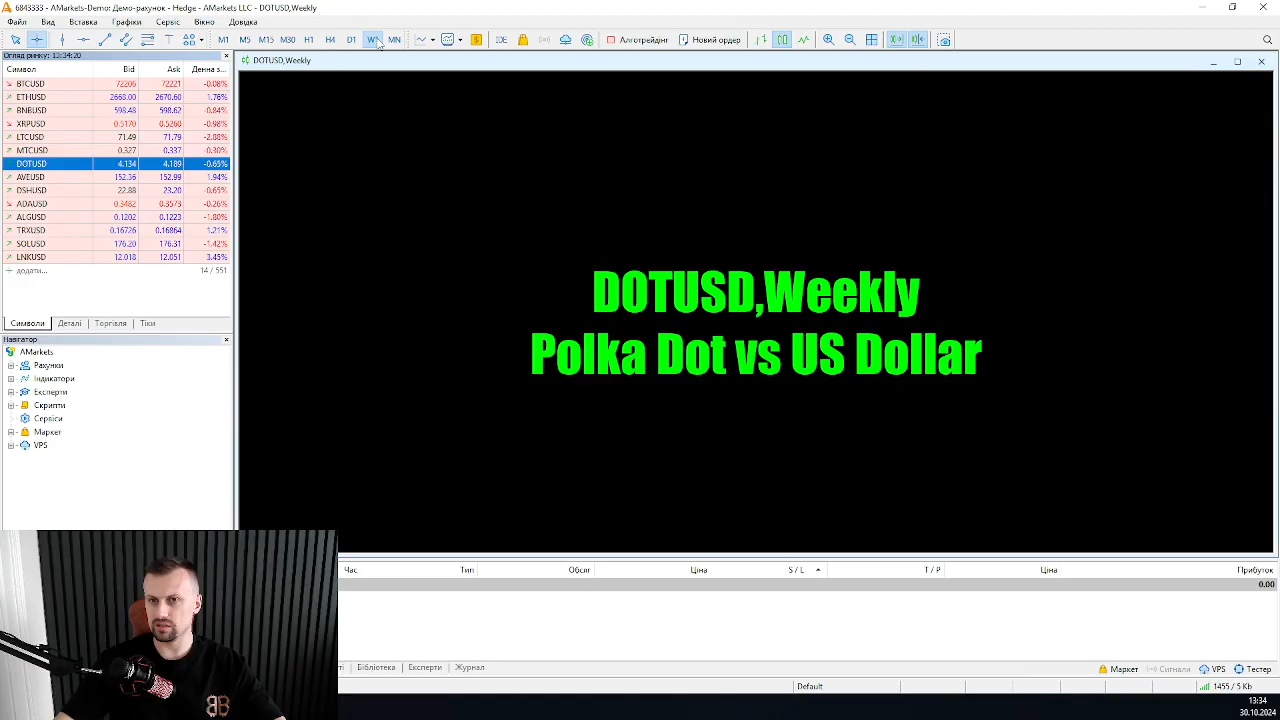 6843333 - AMarkets-Demo: Демо-рахунок - Hedge - AMarkets LLC - DOTUSD,Weekly
Файл Вид Вставка Графіки Сервіс Вікно Довідка
M1 M5 M15 M30 H1 H4 D1 W1 MN IDE Алготрейдінг Новий ордер
Огляд ринку: 13:34:20
Символ Bid Ask Денна з...
BTCUSD 72206 72221 -0.08%
ETHUSD 2668.00 2670.60 1.76%
BNBUSD 598.48 598.62 -0.84%
XRPUSD 0.5170 0.5260 -0.98%
LTCUSD 71.49 71.79 -2.88%
MTCUSD 0.327 0.337 -0.30%
DOTUSD 4.134 4.189 -0.65%
AVEUSD 152.36 152.99 1.94%
DSHUSD 22.88 23.20 -0.65%
ADAUSD 0.3482 0.3573 -0.26%
ALGUSD 0.1202 0.1223 -1.80%
TRXUSD 0.16726 0.16864 1.21%
SOLUSD 176.20 176.31 -1.42%
LNKUSD 12.018 12.051 3.45%
додати... 14 / 551
Символи Деталі Торгівля Тіки
Навігатор
AMarkets
Рахунки
Індикатори
Експерти
Скрипти
Сервіси
Маркет
VPS
DOTUSD,Weekly
DOTUSD,Weekly
Polka Dot vs US Dollar
Час Тип Обсяг Ціна S / L T / P Ціна Прибуток
0.00
Бібліотека Експерти Журнал
Маркет Сигнали VPS Тестер
Default 1455 / 5 Kb
13:34
30.10.2024